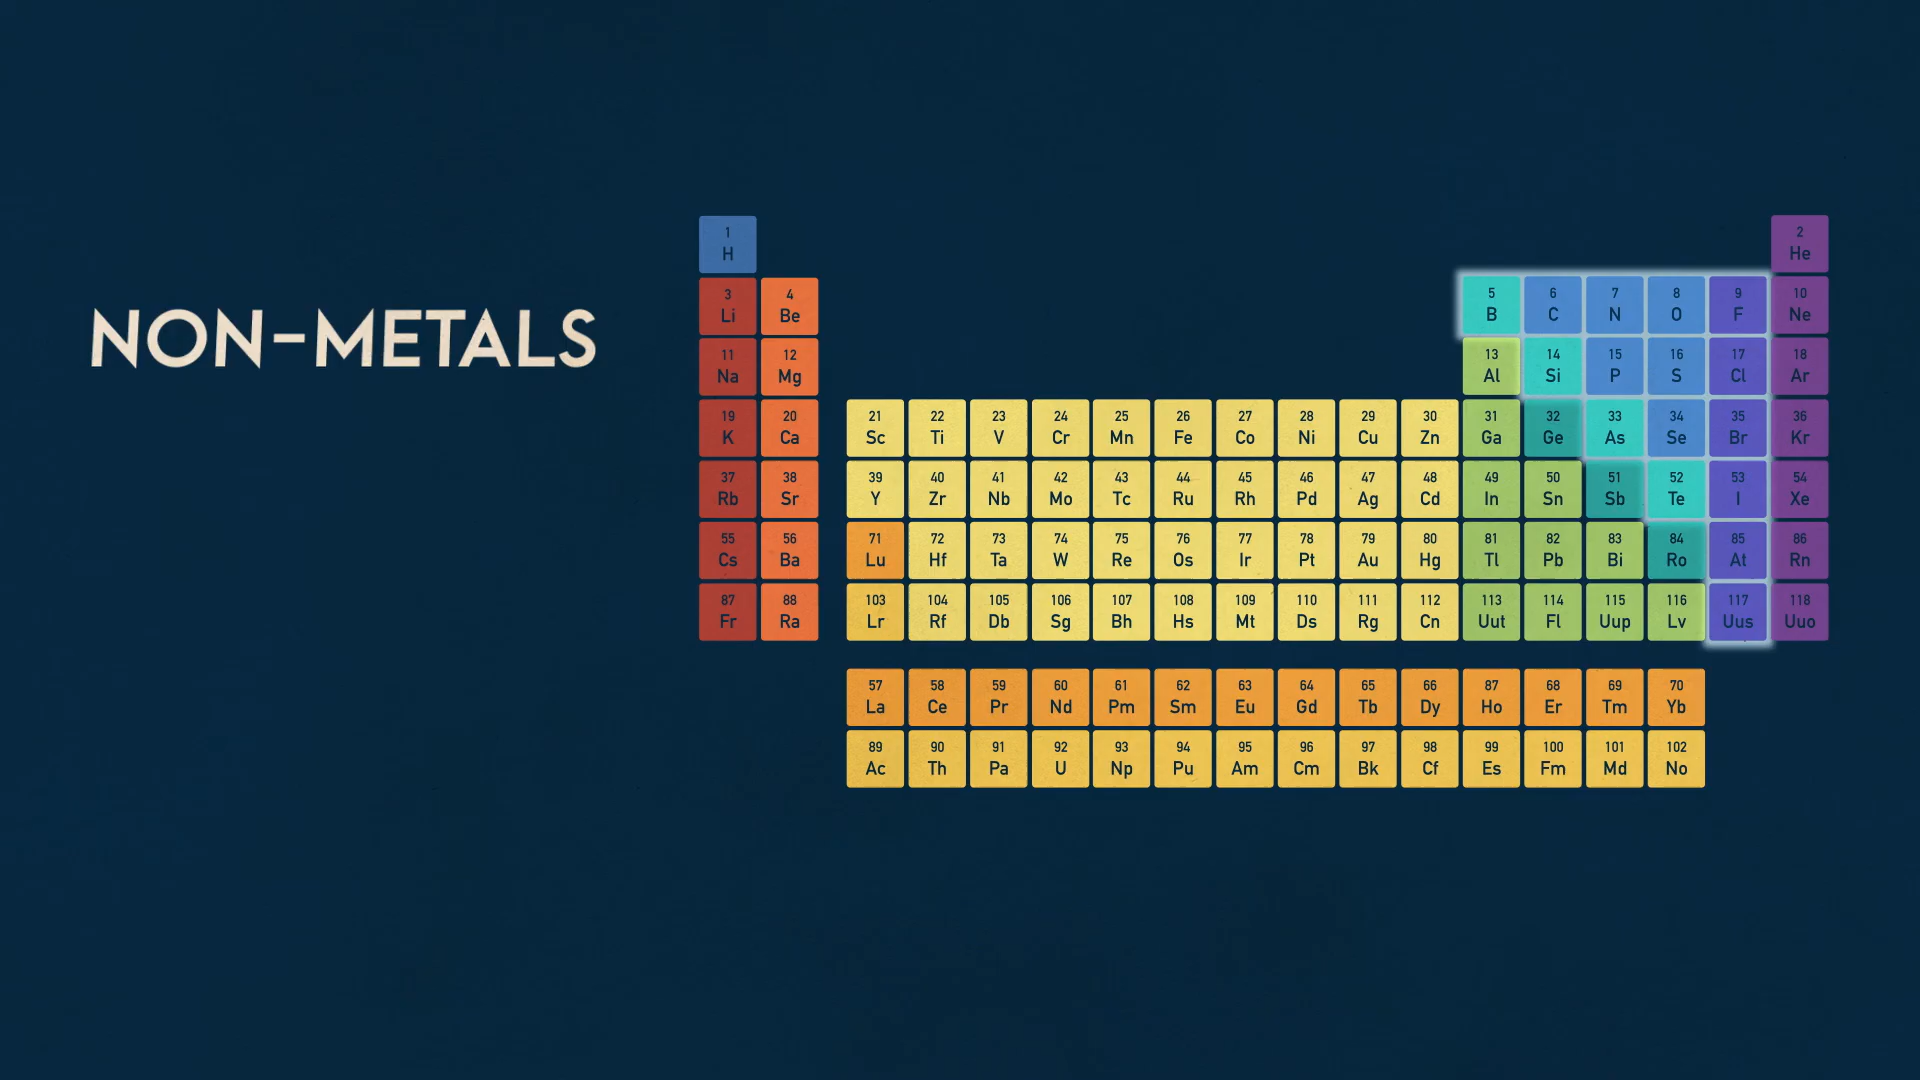 1 2
H He
NON-METALS
3 4 5 6 7 8 9 10
Li Be B C N O F Ne
11 12 13 14 15 16 17 18
Na Mg Al Si P S Cl Ar
19 20 21 22 23 24 25 26 27 28 29 30 31 32 33 34 35 36
K Ca Sc Ti V Cr Mn Fe Co Ni Cu Zn Ga Ge As Se Br Kr
37 38 39 40 41 42 43 44 45 46 47 48 49 50 51 52 53 54
Rb Sr Y Zr Nb Mo Tc Ru Rh Pd Ag Cd In Sn Sb Te I Xe
55 56 71 72 73 74 75 76 77 78 79 80 81 82 83 84 85 86
Cs Ba Lu Hf Ta W Re Os Ir Pt Au Hg Tl Pb Bi Ro At Rn
87 88 103 104 105 106 107 108 109 110 111 112 113 114 115 116 117 118
Fr Ra Lr Rf Db Sg Bh Hs Mt Ds Rg Cn Uut Fl Uup Lv Uus Uuo
57 58 59 60 61 62 63 64 65 66 87 68 69 70
La Ce Pr Nd Pm Sm Eu Gd Tb Dy Ho Er Tm Yb
89 90 91 92 93 94 95 96 97 98 99 100 101 102
Ac Th Pa U Np Pu Am Cm Bk Cf Es Fm Md No